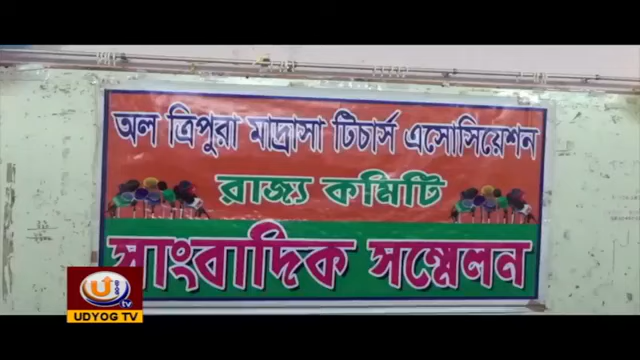 অল ত্রিপুরা মাদ্রাসা টিচার্স এসোসিয়েশন
রাজ্য কমিটি
সাংবাদিক সম্মেলন
UDYOG TV